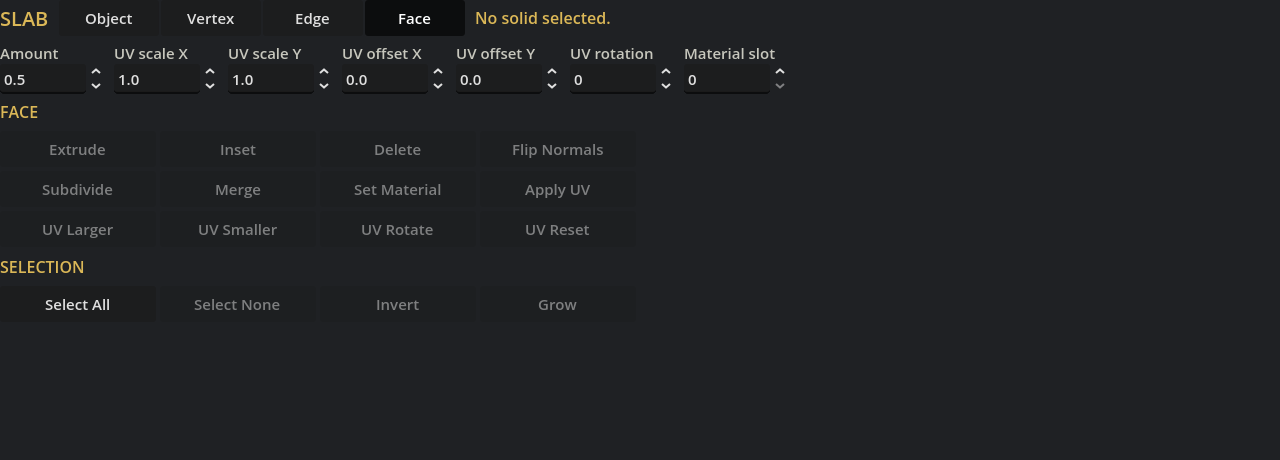 SLAB Object Vertex Edge Face No solid selected.
Amount UV scale X UV scale Y UV offset X UV offset Y UV rotation Material slot
0.5 1.0 1.0 0.0 0.0 0 0
FACE
Extrude Inset Delete Flip Normals
Subdivide Merge Set Material Apply UV
UV Larger UV Smaller UV Rotate UV Reset
SELECTION
Select All Select None Invert Grow